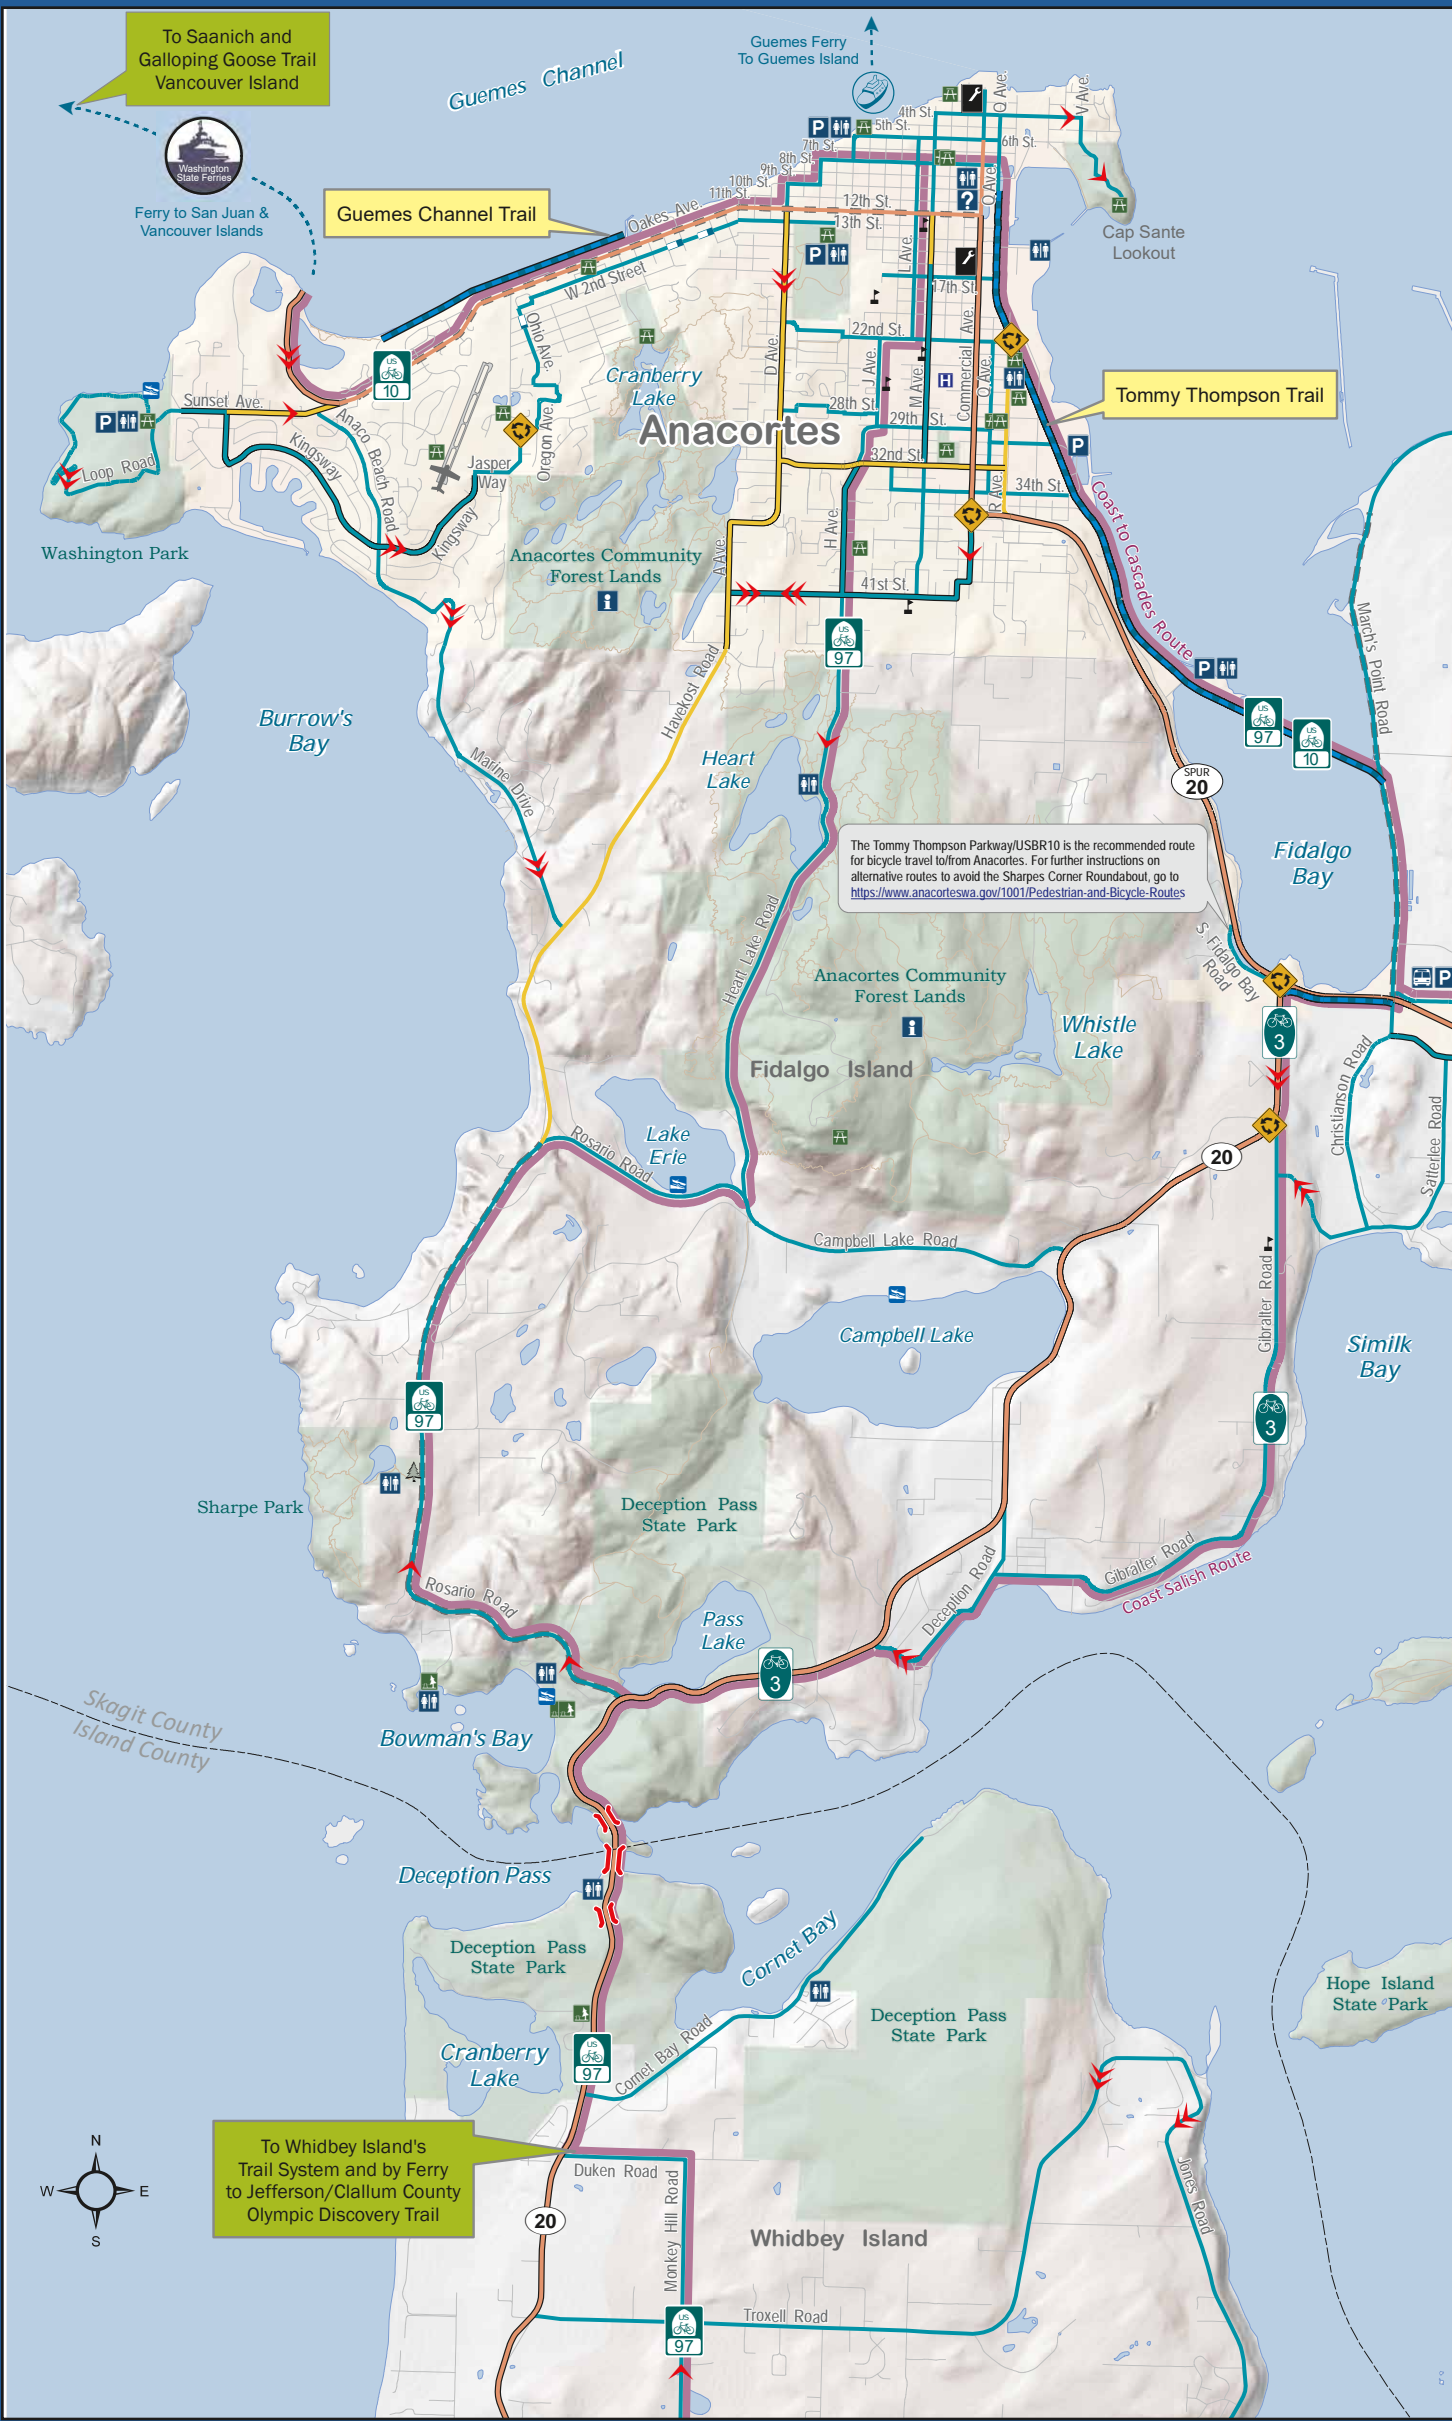 To Saanich and
Galloping Goose Trail
Vancouver Island
Guemes Channel
Guemes Ferry
To Guemes Island
Washington
State Ferries
Ferry to San Juan &
Vancouver Islands
Guemes Channel Trail
Oakes Ave.
4th St.
5th St.
6th St.
7th St.
8th St.
9th St.
10th St.
11th St.
12th St.
13th St.
Q Ave.
V Ave.
Q Ave.
?
P
P
Cap Sante
Lookout
W 2nd Street
L Ave.
17th St.
22nd St.
D Ave.
J Ave.
M Ave.
H
Commercial Ave.
Q Ave.
28th St.
29th St.
32nd St.
34th St.
R Ave.
Ohio Ave.
Oregon Ave.
Cranberry
Lake
Anacortes
Tommy Thompson Trail
P
US
10
Sunset Ave.
P
Loop Road
Kingsway
Anaco Beach Road
Jasper
Way
Kingsway
Washington Park
Anacortes Community
Forest Lands
i
A Ave.
H Ave.
41st St.
US
97
Coast to Cascades Route
P
March's Point Road
US
97
US
10
Burrow's
Bay
Havekost Road
Marine Drive
Heart
Lake
SPUR
20
The Tommy Thompson Parkway/USBR10 is the recommended route
for bicycle travel to/from Anacortes. For further instructions on
alternative routes to avoid the Sharpes Corner Roundabout, go to
https://www.anacorteswa.gov/1001/Pedestrian-and-Bicycle-Routes
Fidalgo
Bay
Heart Lake Road
S. Fidalgo Bay
Road
P
Anacortes Community
Forest Lands
i
Whistle
Lake
3
Fidalgo Island
Christianson Road
Satterlee Road
Lake
Erie
Rosario Road
20
Campbell Lake Road
Campbell Lake
Gibralter Road
Similk
Bay
US
97
3
Sharpe Park
Deception Pass
State Park
Rosario Road
Pass
Lake
Deception Road
Gibralter Road
Coast Salish Route
3
Skagit County
Island County
Bowman's Bay
Deception Pass
Deception Pass
State Park
Cornet Bay
Deception Pass
State Park
Hope Island
State Park
Cranberry
Lake
US
97
Cornet Bay Road
N
W
E
S
To Whidbey Island's
Trail System and by Ferry
to Jefferson/Clallum County
Olympic Discovery Trail
Duken Road
20
Monkey Hill Road
Whidbey Island
Jones Road
Troxell Road
US
97